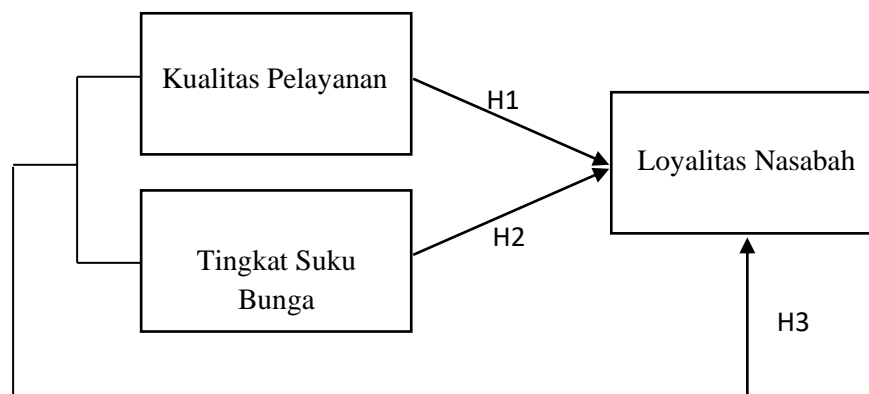 Kualitas Pelayanan
H1
Loyalitas Nasabah
H2
Tingkat Suku
Bunga
H3